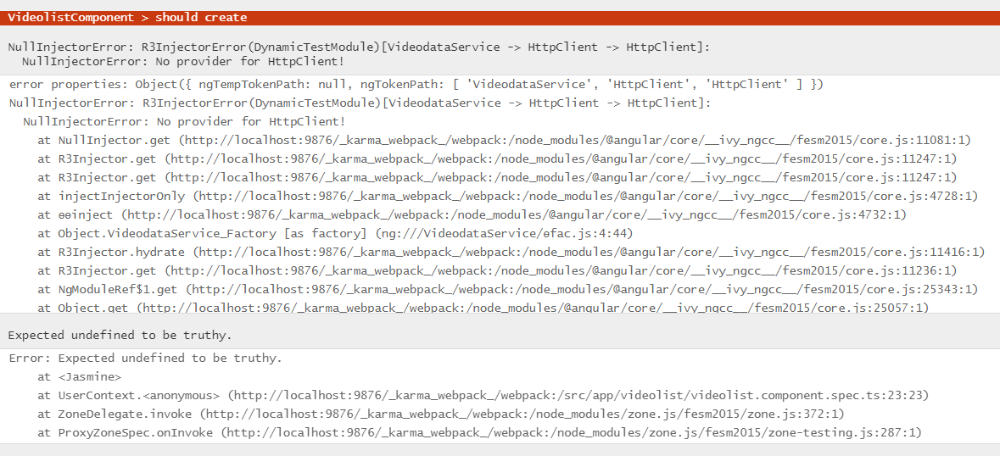 VideolistComponent > should create
NullInjectorError: R3InjectorError(DynamicTestModule)[VideodataService -> HttpClient -> HttpClient]:
NullInjectorError: No provider for HttpClient!
error properties: Object({ ngTempTokenPath: null, ngTokenPath: [ 'VideodataService', 'HttpClient', 'HttpClient' ] })
NullInjectorError: R3InjectorError(DynamicTestModule)[VideodataService -> HttpClient -> HttpClient]:
NullInjectorError: No provider for HttpClient!
at NullInjector.get (http://localhost:9876/_karma_webpack_/webpack:/node_modules/@angular/core/__ivy_ngcc__/fesm2015/core.js:11081:1)
at R3Injector.get (http://localhost:9876/_karma_webpack_/webpack:/node_modules/@angular/core/__ivy_ngcc__/fesm2015/core.js:11247:1)
at R3Injector.get (http://localhost:9876/_karma_webpack_/webpack:/node_modules/@angular/core/__ivy_ngcc__/fesm2015/core.js:11247:1)
at injectInjectorOnly (http://localhost:9876/_karma_webpack_/webpack:/node_modules/@angular/core/__ivy_ngcc__/fesm2015/core.js:4728:1)
at ɵɵinject (http://localhost:9876/_karma_webpack_/webpack:/node_modules/@angular/core/__ivy_ngcc__/fesm2015/core.js:4732:1)
at Object.VideodataService_Factory [as factory] (ng:///VideodataService/ɵfac.js:4:44)
at R3Injector.hydrate (http://localhost:9876/_karma_webpack_/webpack:/node_modules/@angular/core/__ivy_ngcc__/fesm2015/core.js:11416:1)
at R3Injector.get (http://localhost:9876/_karma_webpack_/webpack:/node_modules/@angular/core/__ivy_ngcc__/fesm2015/core.js:11236:1)
at NgModuleRef$1.get (http://localhost:9876/_karma_webpack_/webpack:/node_modules/@angular/core/__ivy_ngcc__/fesm2015/core.js:25343:1)
at Object.get (http://localhost:9876/_karma_webpack_/webpack:/node_modules/@angular/core/__ivy_ngcc__/fesm2015/core.js:25057:1)
Expected undefined to be truthy.
Error: Expected undefined to be truthy.
at <Jasmine>
at UserContext.<anonymous> (http://localhost:9876/_karma_webpack_/webpack:/src/app/videolist/videolist.component.spec.ts:23:23)
at ZoneDelegate.invoke (http://localhost:9876/_karma_webpack_/webpack:/node_modules/zone.js/fesm2015/zone.js:372:1)
at ProxyZoneSpec.onInvoke (http://localhost:9876/_karma_webpack_/webpack:/node_modules/zone.js/fesm2015/zone-testing.js:287:1)